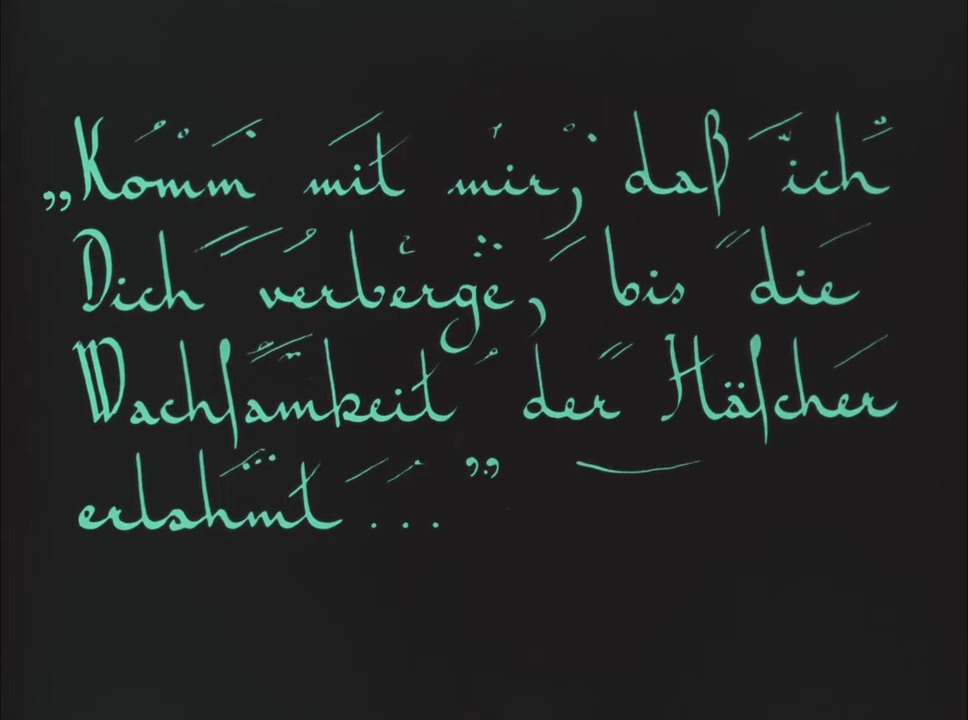 „Komm mit mir, daß ich
Dich verberge, bis die
Wachſamkeit der Häſcher
erlahmt ..."